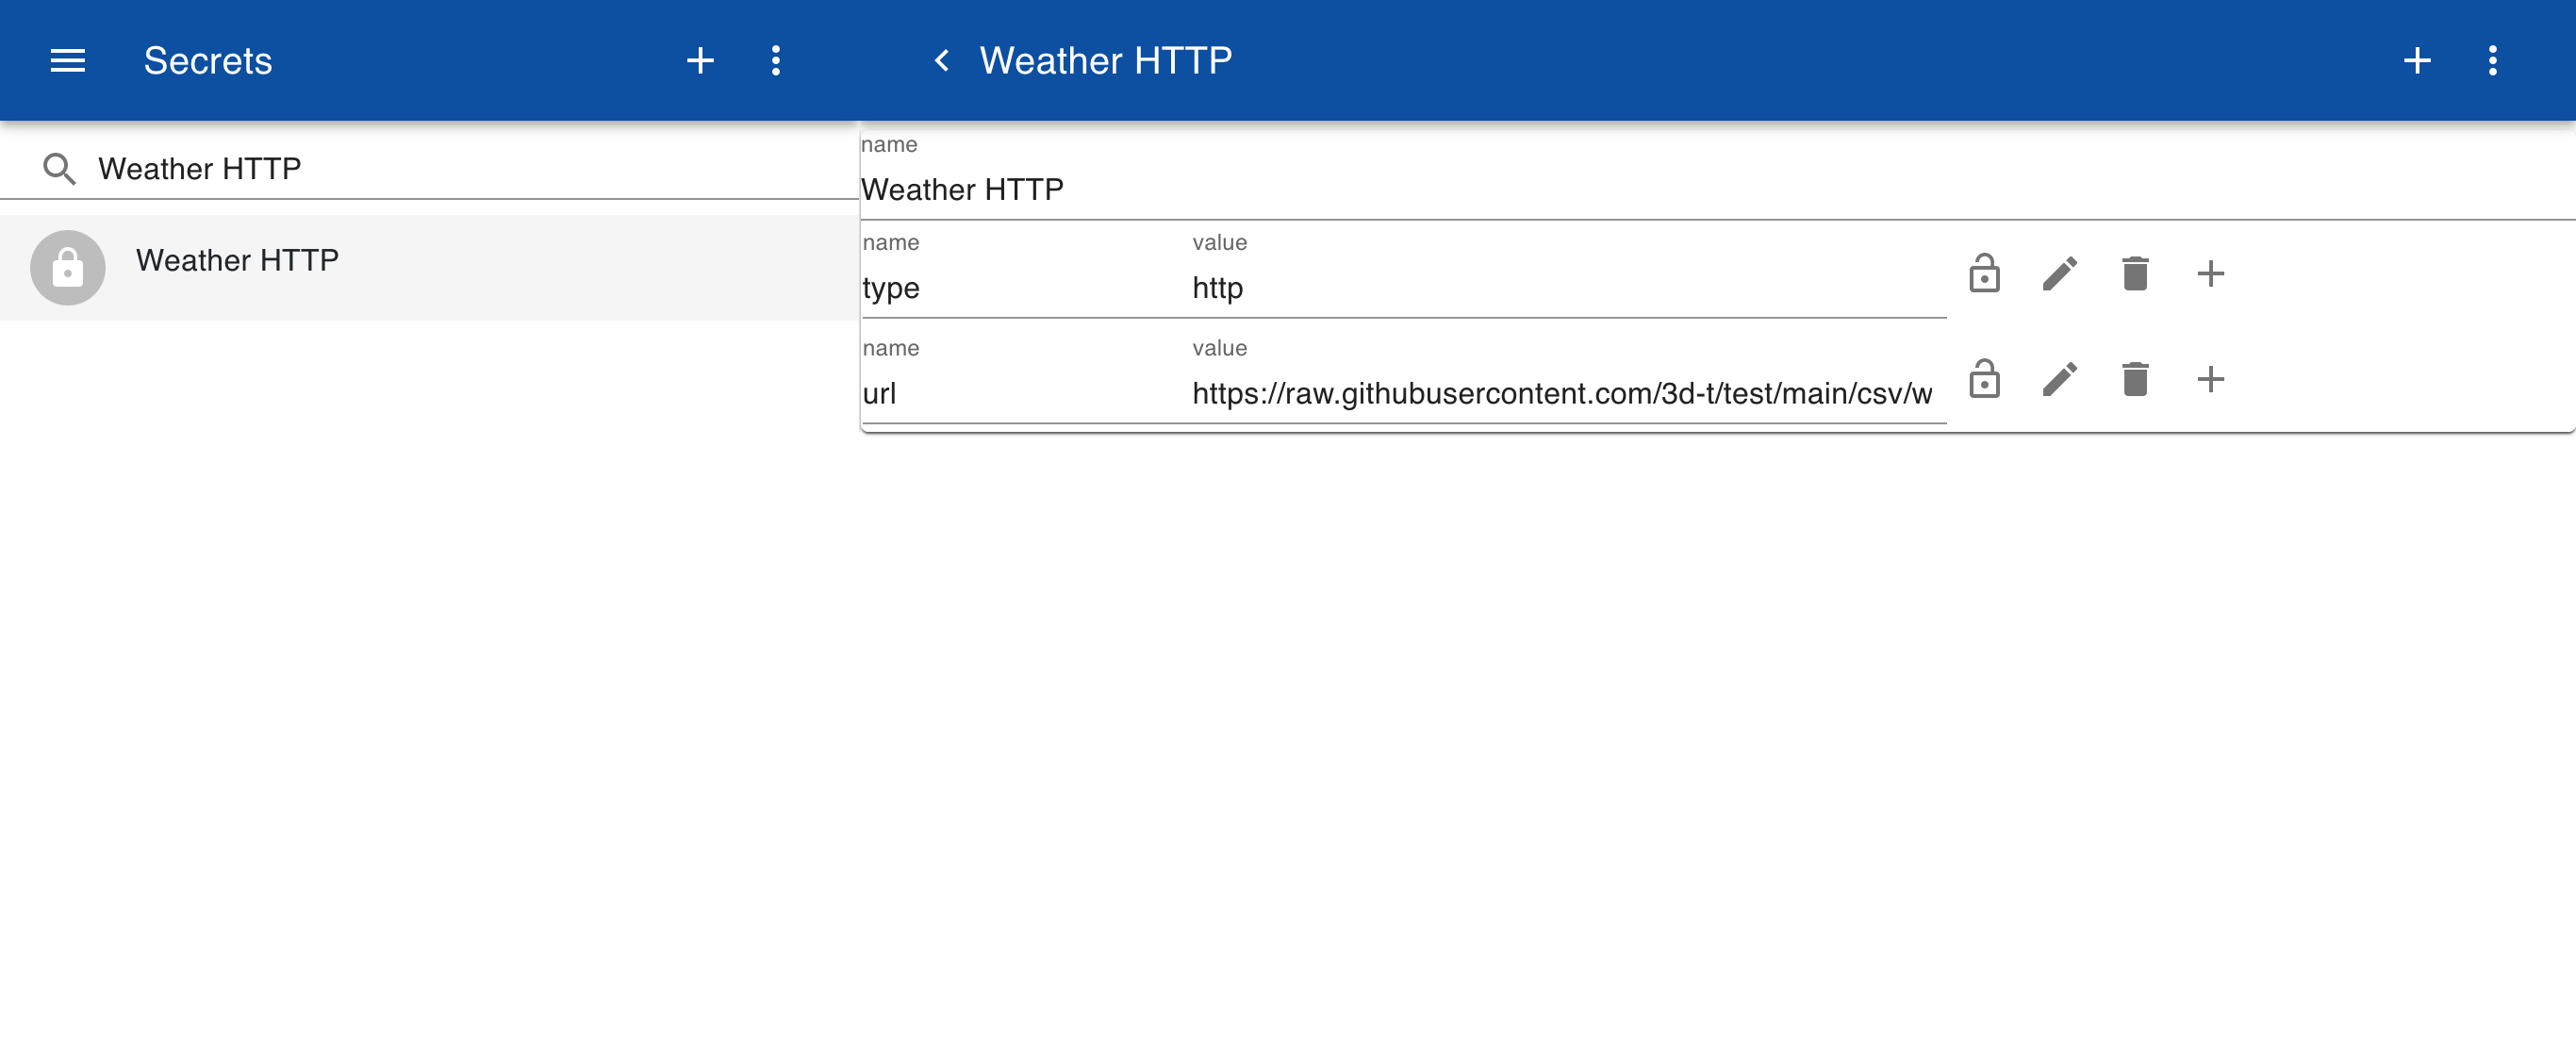 Secrets
Weather HTTP
Weather HTTP
Weather HTTP
name
Weather HTTP
name value
type http
name value
url https://raw.githubusercontent.com/3d-t/test/main/csv/w